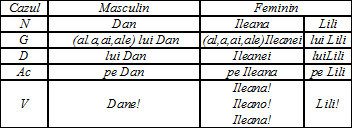 Cazul Masculin Feminin
N Dan Ileana Lili
G (al,a,ai,ale) lui Dan (al,a,ai,ale)Ileanei lui Lili
D lui Dan Ileanei luiLili
Ac pe Dan pe Ileana pe Lili
Ileana!
V Dane! Ileano! Lili!
Ileana!